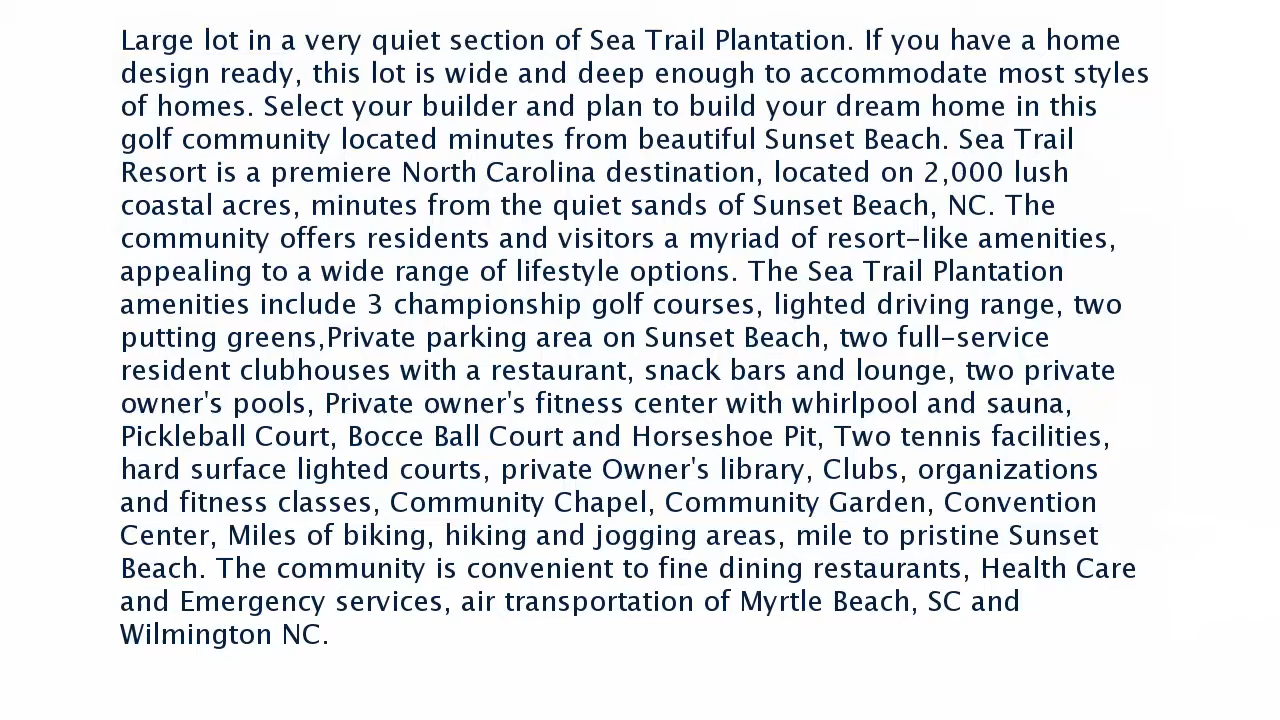 Large lot in a very quiet section of Sea Trail Plantation. If you have a home
design ready, this lot is wide and deep enough to accommodate most styles
of homes. Select your builder and plan to build your dream home in this
golf community located minutes from beautiful Sunset Beach. Sea Trail
Resort is a premiere North Carolina destination, located on 2,000 lush
coastal acres, minutes from the quiet sands of Sunset Beach, NC. The
community offers residents and visitors a myriad of resort-like amenities,
appealing to a wide range of lifestyle options. The Sea Trail Plantation
amenities include 3 championship golf courses, lighted driving range, two
putting greens,Private parking area on Sunset Beach, two full-service
resident clubhouses with a restaurant, snack bars and lounge, two private
owner's pools, Private owner's fitness center with whirlpool and sauna,
Pickleball Court, Bocce Ball Court and Horseshoe Pit, Two tennis facilities,
hard surface lighted courts, private Owner's library, Clubs, organizations
and fitness classes, Community Chapel, Community Garden, Convention
Center, Miles of biking, hiking and jogging areas, mile to pristine Sunset
Beach. The community is convenient to fine dining restaurants, Health Care
and Emergency services, air transportation of Myrtle Beach, SC and
Wilmington NC.